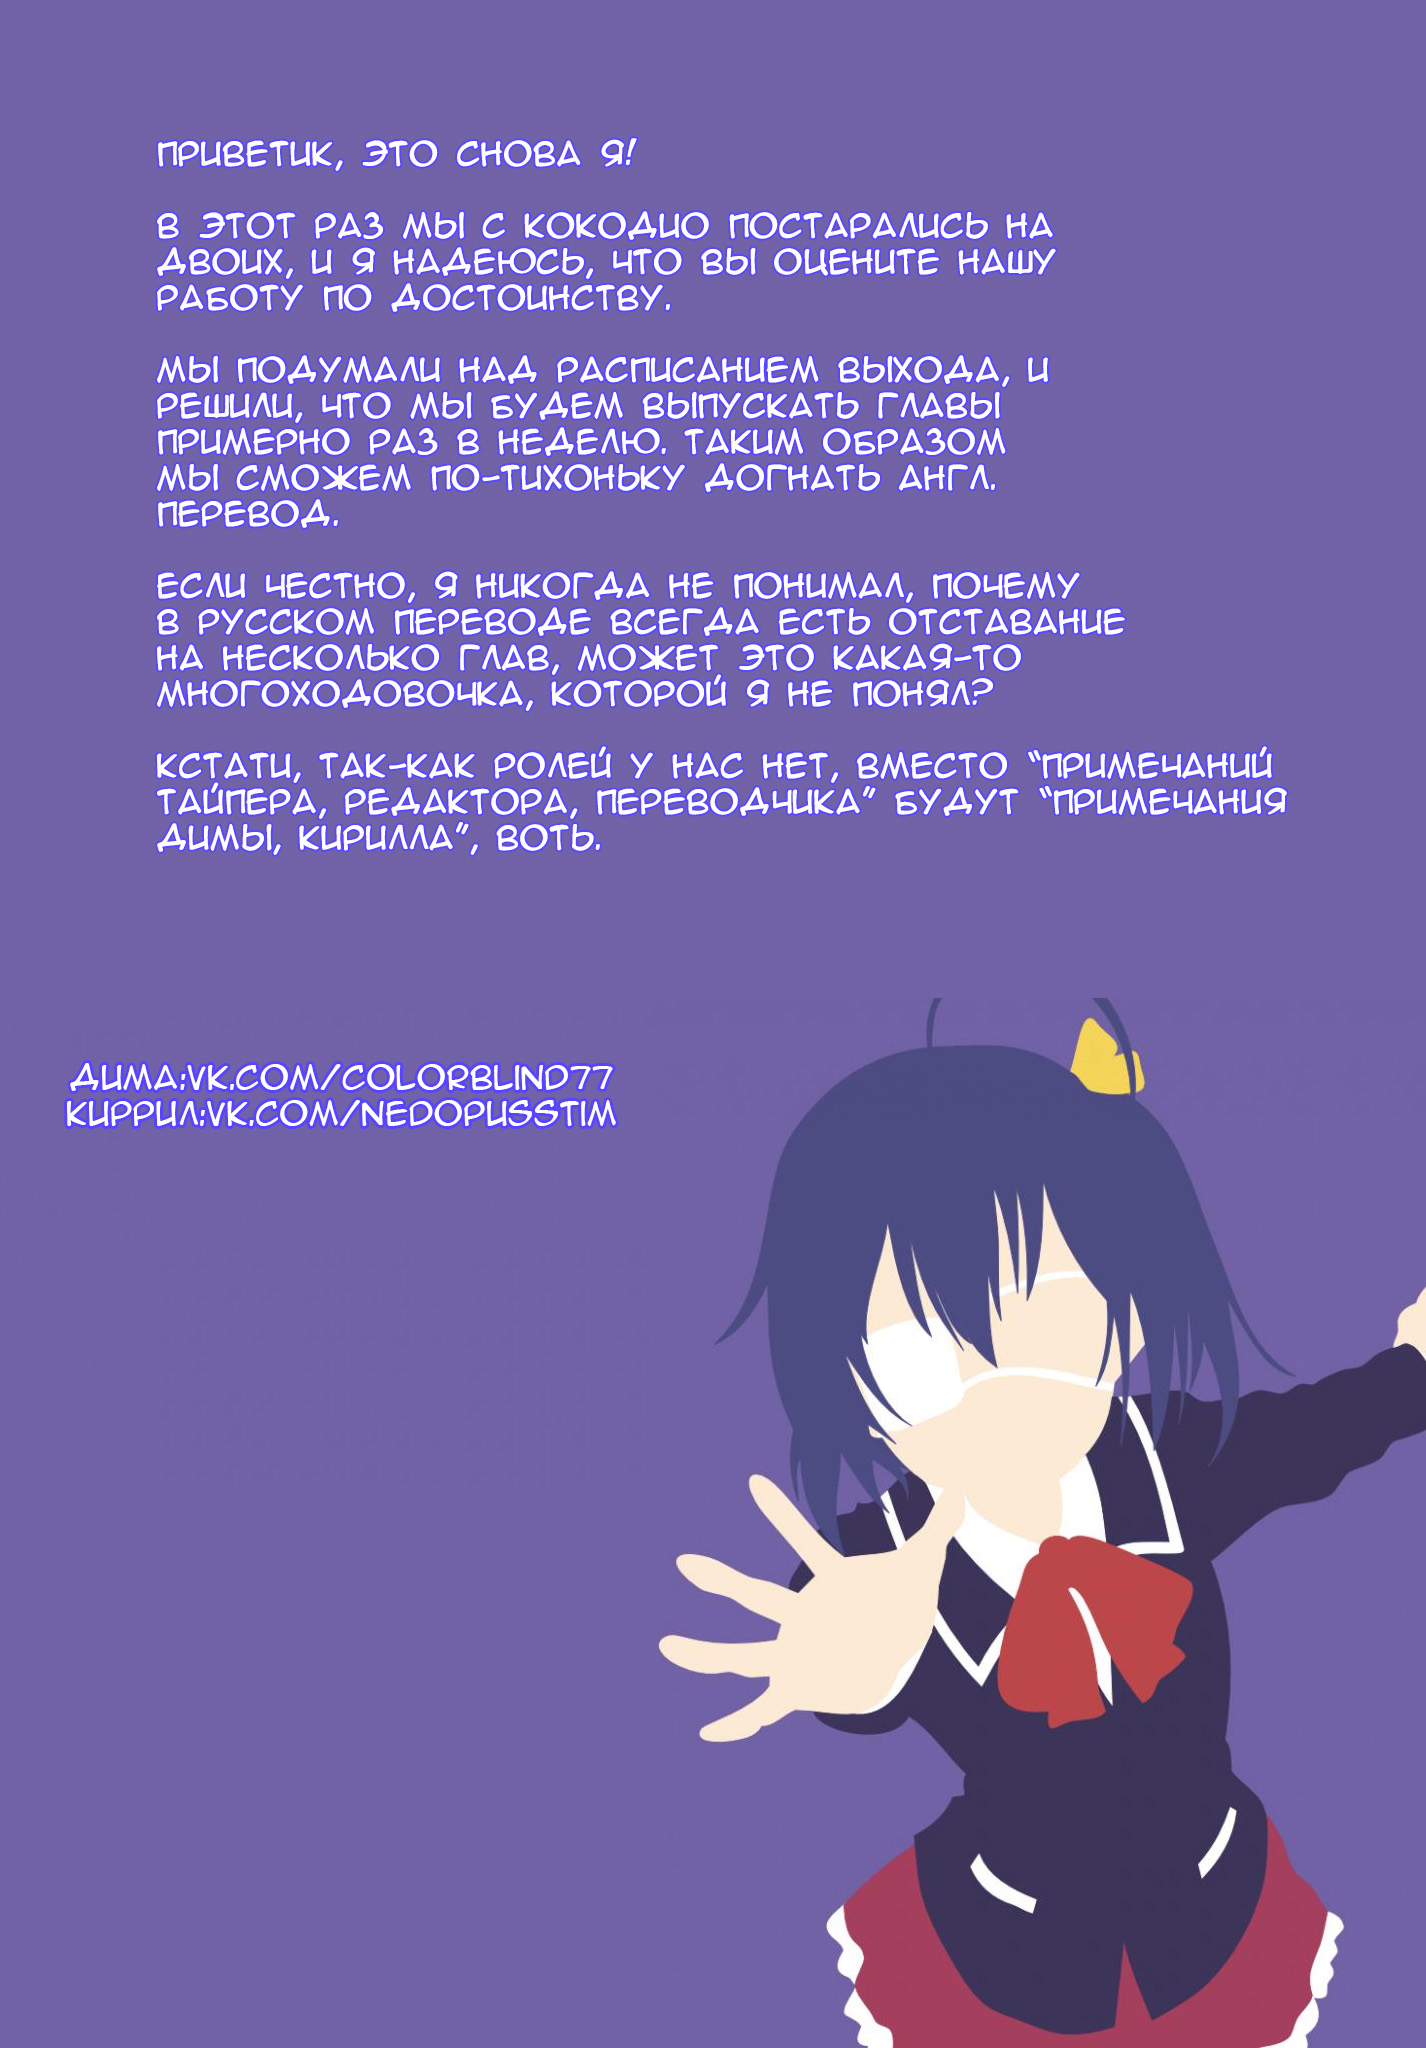 ПРИВЕТИК, ЭТО СНОВА Я!
В ЭТОТ РАЗ МЫ С КОКОДИО ПОСТАРАЛИСЬ НА
ДВОИХ, И Я НАДЕЮСЬ, ЧТО ВЫ ОЦЕНИТЕ НАШУ
РАБОТУ ПО ДОСТОИНСТВУ.
МЫ ПОДУМАЛИ НАД РАСПИСАНИЕМ ВЫХОДА, И
РЕШИЛИ, ЧТО МЫ БУДЕМ ВЫПУСКАТЬ ГЛАВЫ
ПРИМЕРНО РАЗ В НЕДЕЛЮ. ТАКИМ ОБРАЗОМ
МЫ СМОЖЕМ ПО-ТИХОНЬКУ ДОГНАТЬ АНГЛ.
ПЕРЕВОД.
ЕСЛИ ЧЕСТНО, Я НИКОГДА НЕ ПОНИМАЛ, ПОЧЕМУ
В РУССКОМ ПЕРЕВОДЕ ВСЕГДА ЕСТЬ ОТСТАВАНИЕ
НА НЕСКОЛЬКО ГЛАВ, МОЖЕТ ЭТО КАКАЯ-ТО
МНОГОХОДОВОЧКА, КОТОРОЙ Я НЕ ПОНЯЛ?
КСТАТИ, ТАК-КАК РОЛЕЙ У НАС НЕТ, ВМЕСТО "ПРИМЕЧАНИЙ
ТАЙПЕРА, РЕДАКТОРА, ПЕРЕВОДЧИКА" БУДУТ "ПРИМЕЧАНИЯ
ДИМЫ, КИРИЛЛА", ВОТЬ.
ДИМА:VK.COM/COLORBLIND77
КИРРИЛ:VK.COM/NEDOPUSSTIM